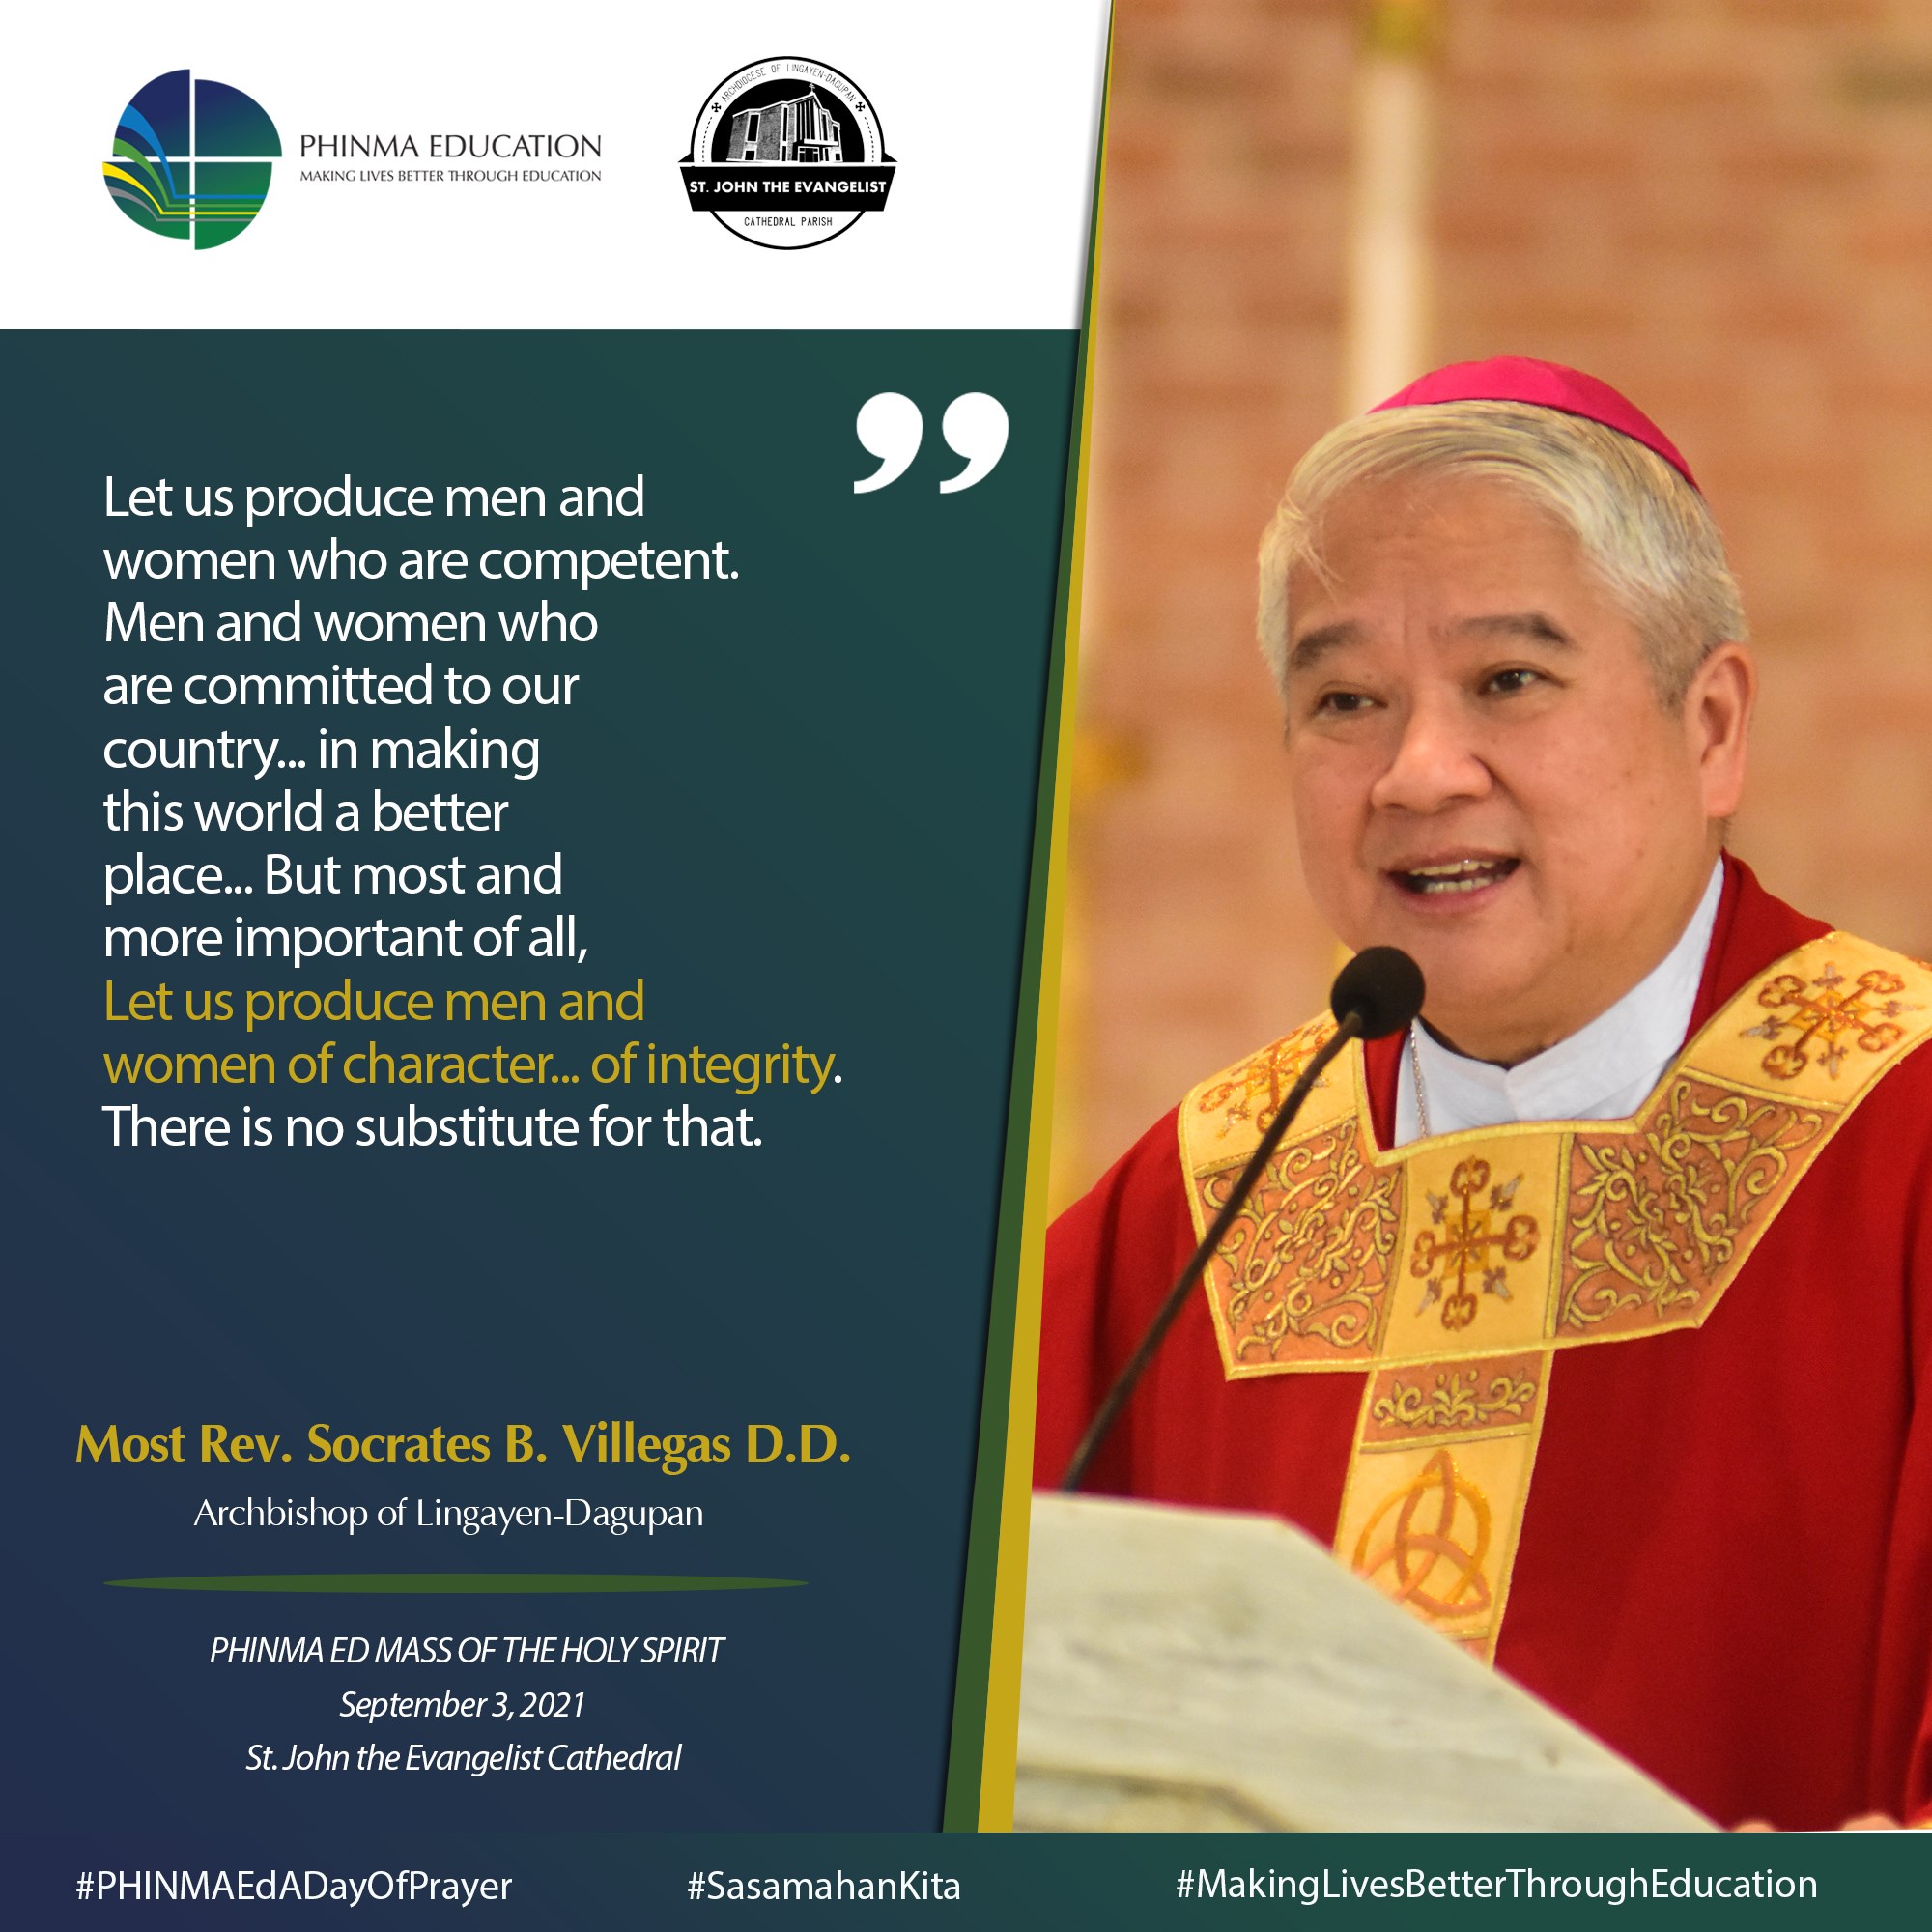 PHINMA EDUCATION
MAKING LIVES BETTER THROUGH EDUCATION
ARCHDIOCESE OF LINGAYEN-DAGUPAN
ST. JOHN THE EVANGELIST
CATHEDRAL PARISH
”
Let us produce men and
women who are competent.
Men and women who
are committed to our
country... in making
this world a better
place... But most and
more important of all,
Let us produce men and
women of character... of integrity.
There is no substitute for that.
Most Rev. Socrates B. Villegas D.D.
Archbishop of Lingayen-Dagupan
PHINMA ED MASS OF THE HOLY SPIRIT
September 3, 2021
St. John the Evangelist Cathedral
#PHINMAEdADayOfPrayer
#SasamahanKita
#MakingLivesBetterThroughEducation